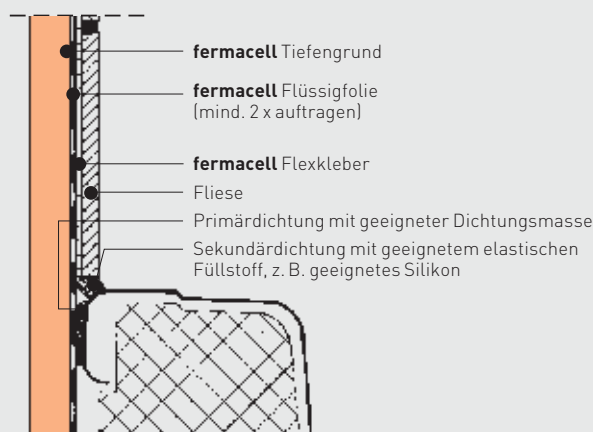 fermacell Tiefengrund
fermacell Flüssigfolie
(mind. 2 x auftragen)
fermacell Flexkleber
Fliese
Primärdichtung mit geeigneter Dichtungsmasse
Sekundärdichtung mit geeignetem elastischen
Füllstoff, z. B. geeignetes Silikon